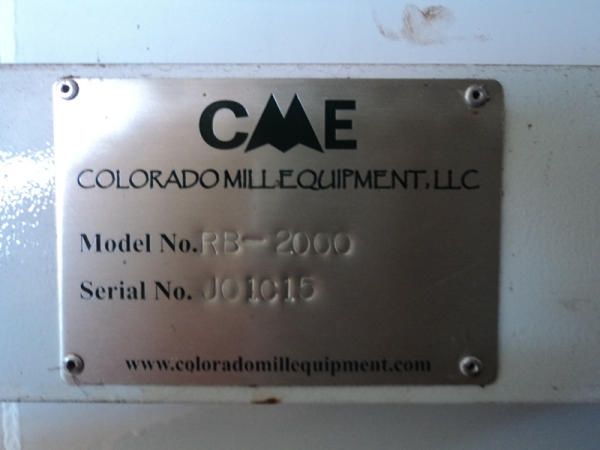 CME
COLORADO MILL EQUIPMENT, LLC
Model No. RB-2000
Serial No. J01015
www.coloradomillequipment.com